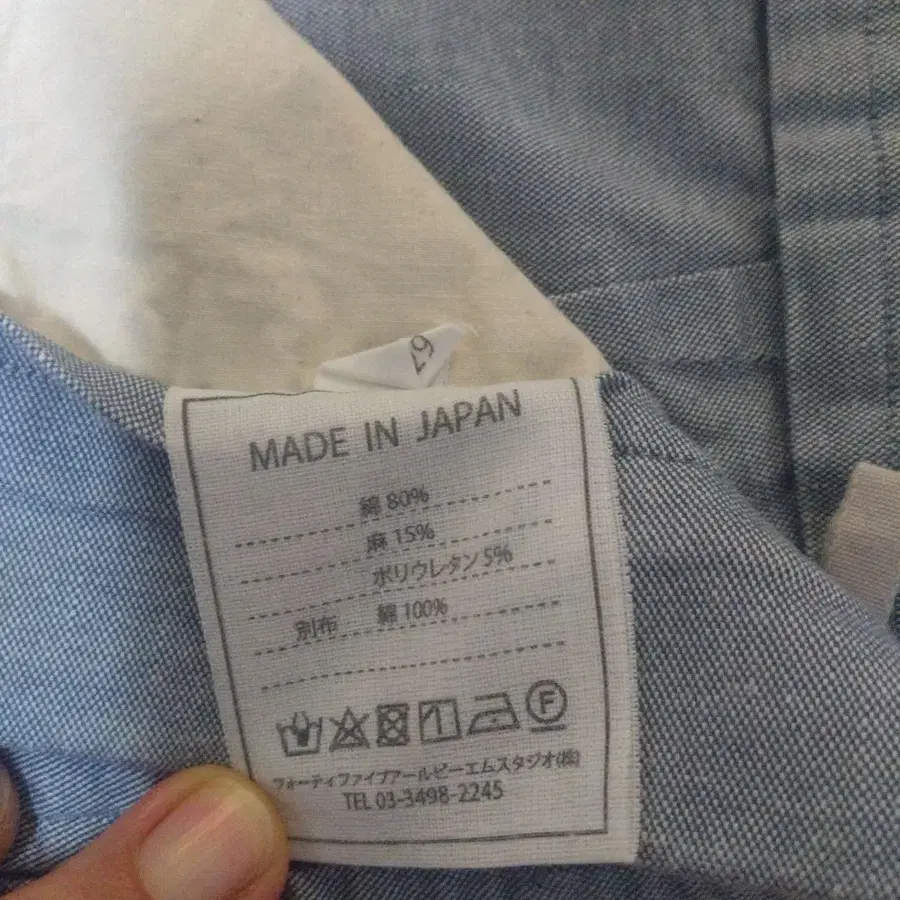 67
MADE IN JAPAN
綿 80%
麻 15%
ポリウレタン 5%
別布 綿 100%
F
フォーティファイブアールピーエムスタジオ(株)
TEL 03-3498-2245